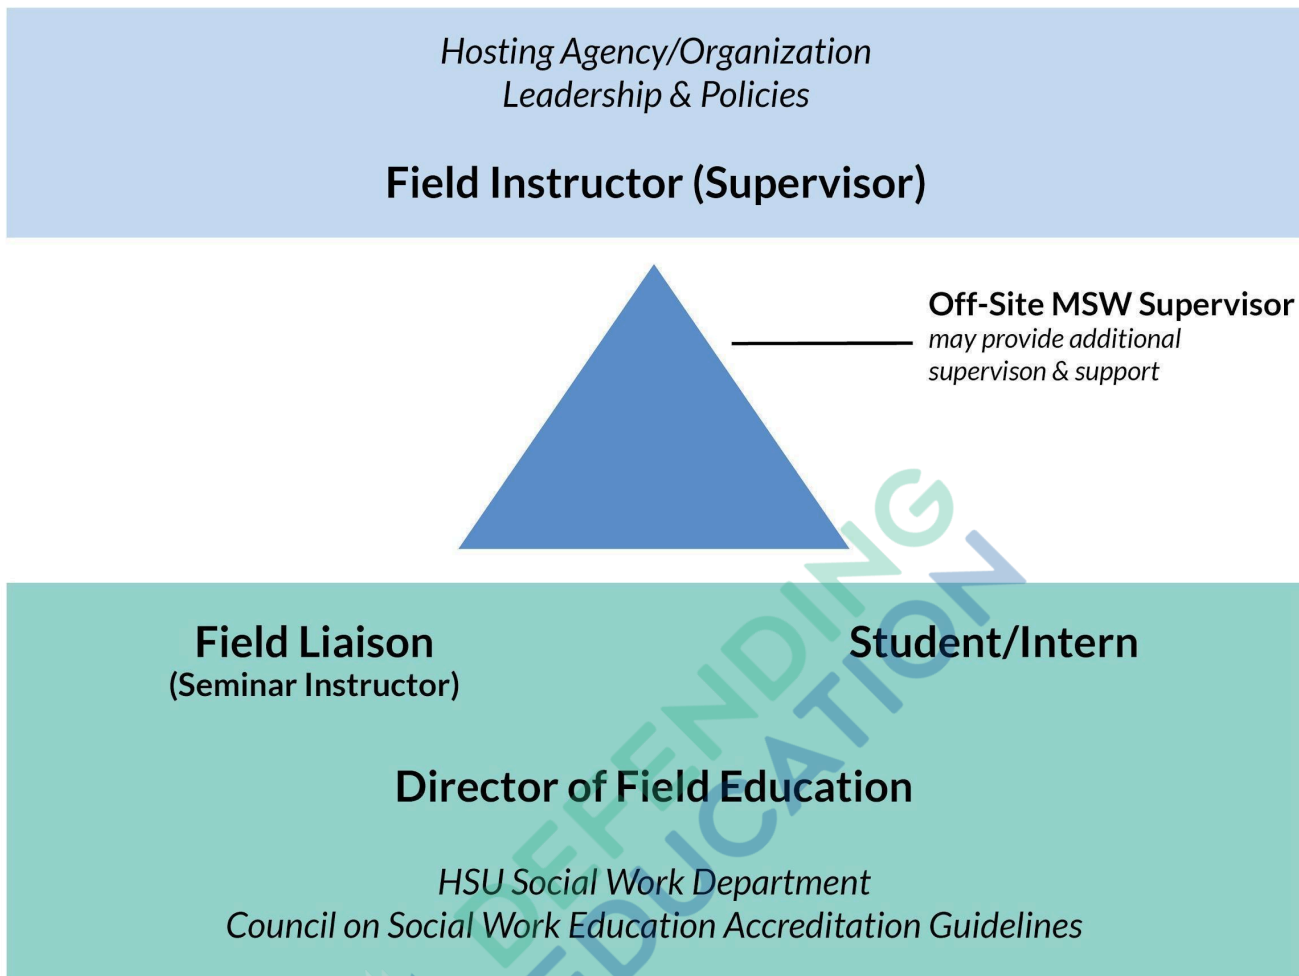 Hosting Agency/Organization
Leadership & Policies
Field Instructor (Supervisor)
Off-Site MSW Supervisor
may provide additional
supervison & support
Field Liaison
(Seminar Instructor)
Student/Intern
Director of Field Education
HSU Social Work Department
Council on Social Work Education Accreditation Guidelines
DEFENDING
EDUCATION